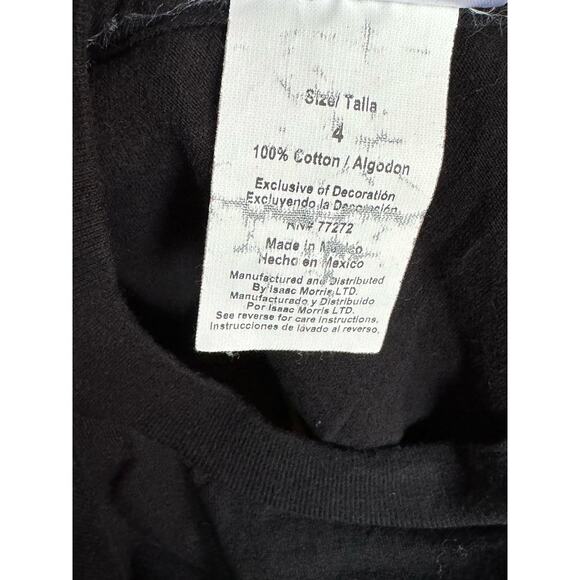 Size/ Talla
4
100% Cotton / Algodon
Exclusive of Decoration
Excluyendo la Decoración
RN# 77272
Made in Mexico
Hecho en Mexico
Manufactured and Distributed
By Isaac Morris LTD.
Manufacturado y Distribuido
Por Isaac Morris LTD.
See reverse for care instructions.
Instrucciones de lavado al reverso.